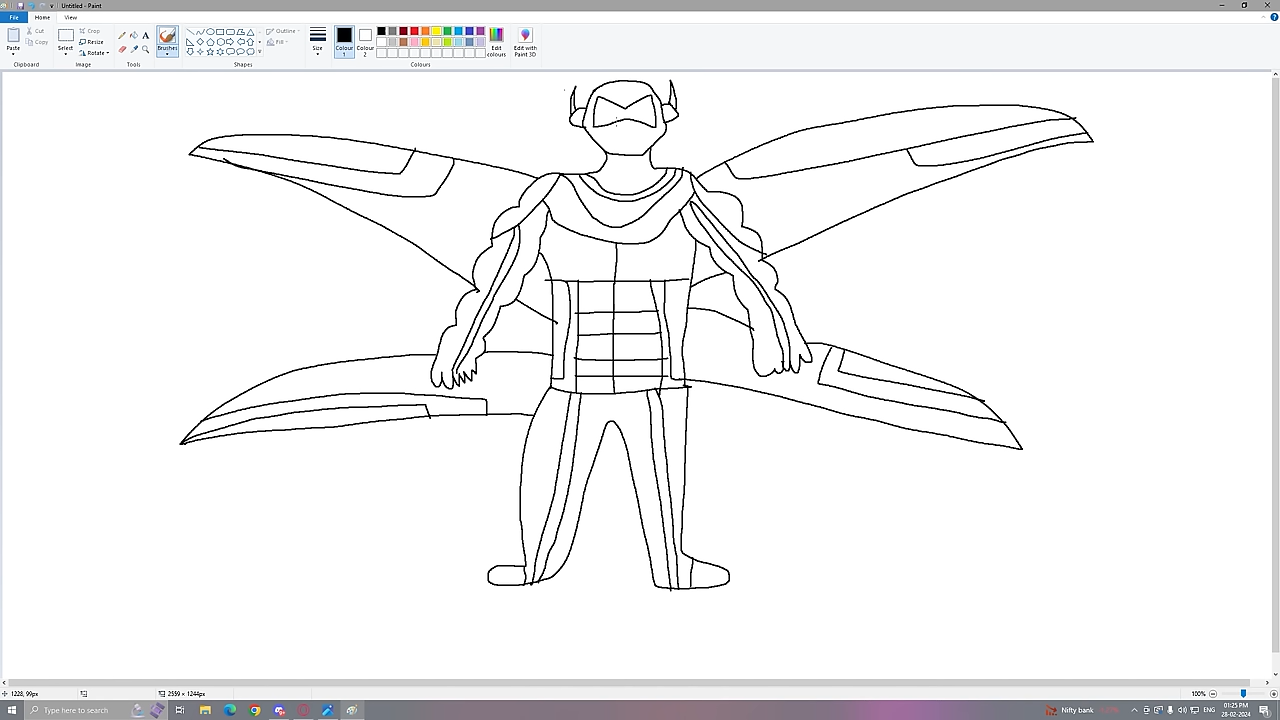 Untitled - Paint
File Home View
Paste
Cut
Copy
Clipboard
Select
Crop
Resize
Rotate
Image
A
Tools
Brushes
Outline
Fill
Shapes
Size
Colour 1
Colour 2
Edit colours
Edit with Paint 3D
Colours
1228, 99px
2559 × 1244px
100%
Type here to search
Nifty bank
ENG
01:25 PM
28-02-2024